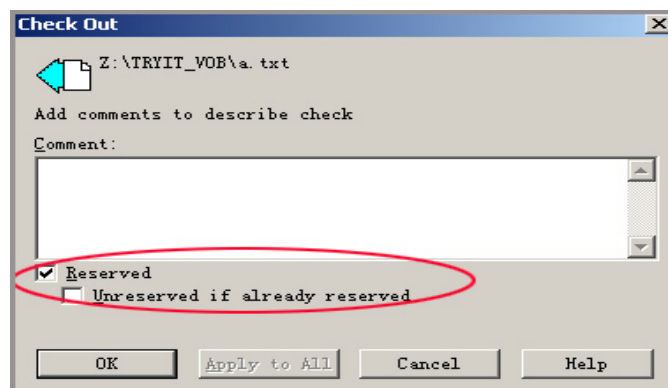 Check Out
Z:\TRYIT_VOB\a.txt
Add comments to describe check
Comment:
Reserved
Unreserved if already reserved
OK Apply to All Cancel Help